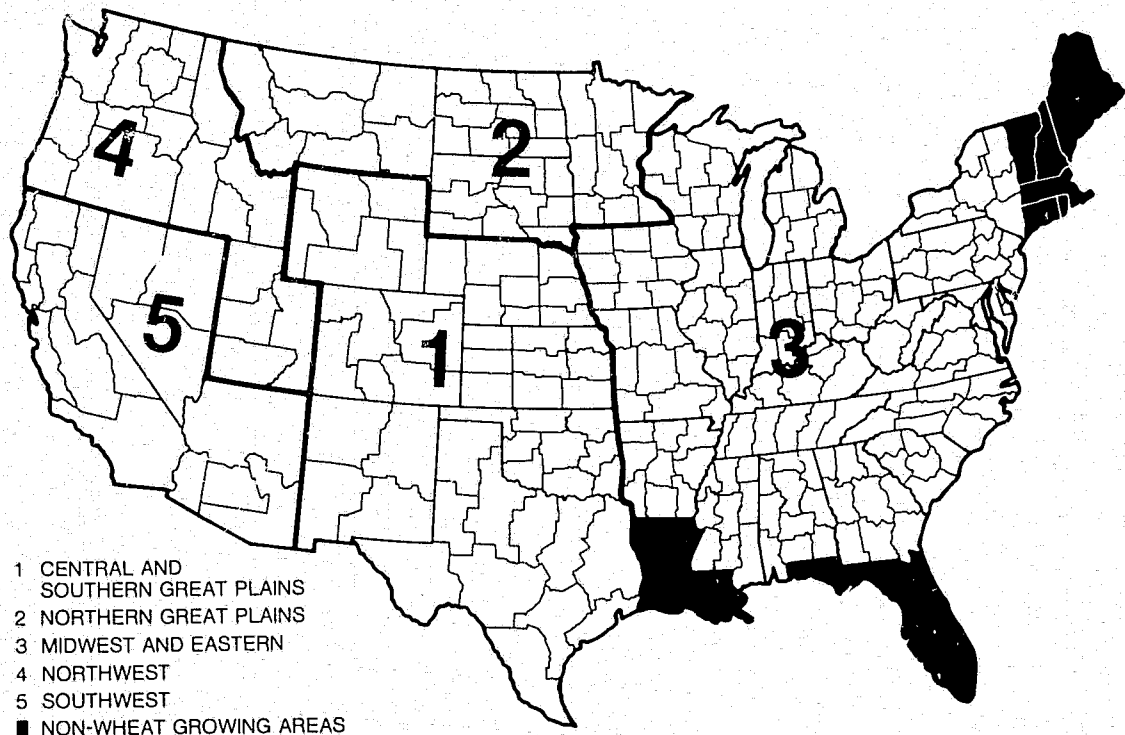 4
2
5
1
3
1 CENTRAL AND
SOUTHERN GREAT PLAINS
2 NORTHERN GREAT PLAINS
3 MIDWEST AND EASTERN
4 NORTHWEST
5 SOUTHWEST
■ NON-WHEAT GROWING AREAS